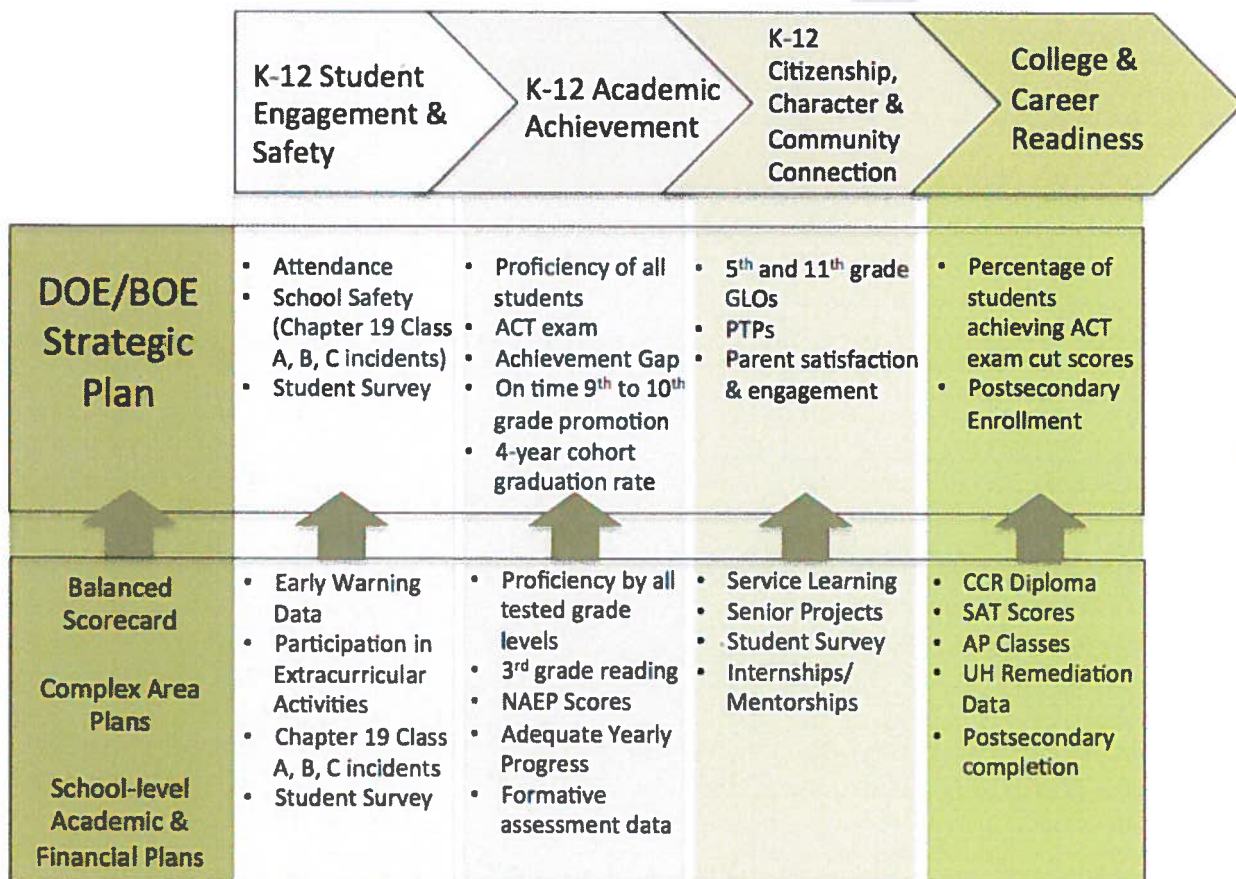 K-12 Student
Engagement &
Safety
K-12 Academic
Achievement
K-12
Citizenship,
Character &
Community
Connection
College &
Career
Readiness
DOE/BOE
Strategic
Plan
• Attendance
• School Safety
(Chapter 19 Class
A, B, C incidents)
• Student Survey
• Proficiency of all
students
• ACT exam
• Achievement Gap
• On time 9th to 10th
grade promotion
• 4-year cohort
graduation rate
• 5th and 11th grade
GLOs
• PTPs
• Parent satisfaction
& engagement
• Percentage of
students
achieving ACT
exam cut scores
• Postsecondary
Enrollment
Balanced
Scorecard
Complex Area
Plans
School-level
Academic &
Financial Plans
• Early Warning
Data
• Participation in
Extracurricular
Activities
• Chapter 19 Class
A, B, C incidents
• Student Survey
• Proficiency by all
tested grade
levels
• 3rd grade reading
• NAEP Scores
• Adequate Yearly
Progress
• Formative
assessment data
• Service Learning
• Senior Projects
• Student Survey
• Internships/
Mentorships
• CCR Diploma
• SAT Scores
• AP Classes
• UH Remediation
Data
• Postsecondary
completion